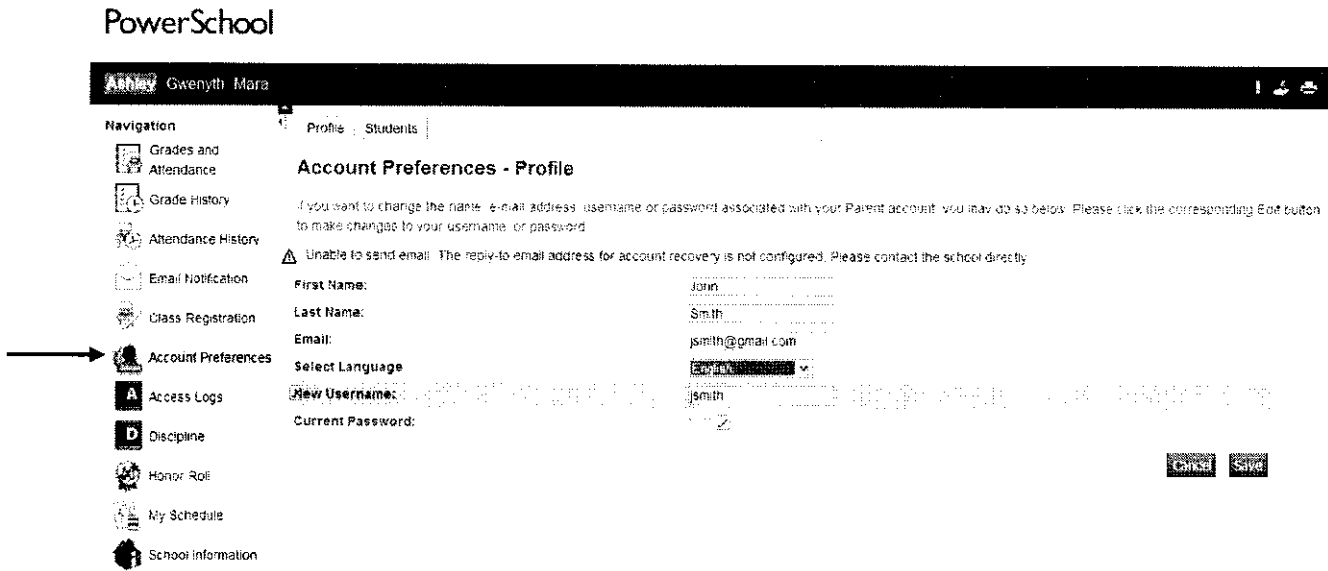 PowerSchool
Ashley Gwenyth Mara
Navigation
Profile Students
Grades and
Attendance
Account Preferences - Profile
Grade History
If you want to change the name, e-mail address, username or password associated with your Parent account, you may do so below. Please click the corresponding Edit button
to make changes to your username, or password
Attendance History
Unable to send email. The reply-to email address for account recovery is not configured. Please contact the school directly
Email Notification
First Name: John
Class Registration
Last Name: Smith
Email: jsmith@gmail.com
Account Preferences
Select Language English
A Access Logs
New Username: jsmith
D Discipline
Current Password:
Honor Roll
Cancel Save
My Schedule
School Information